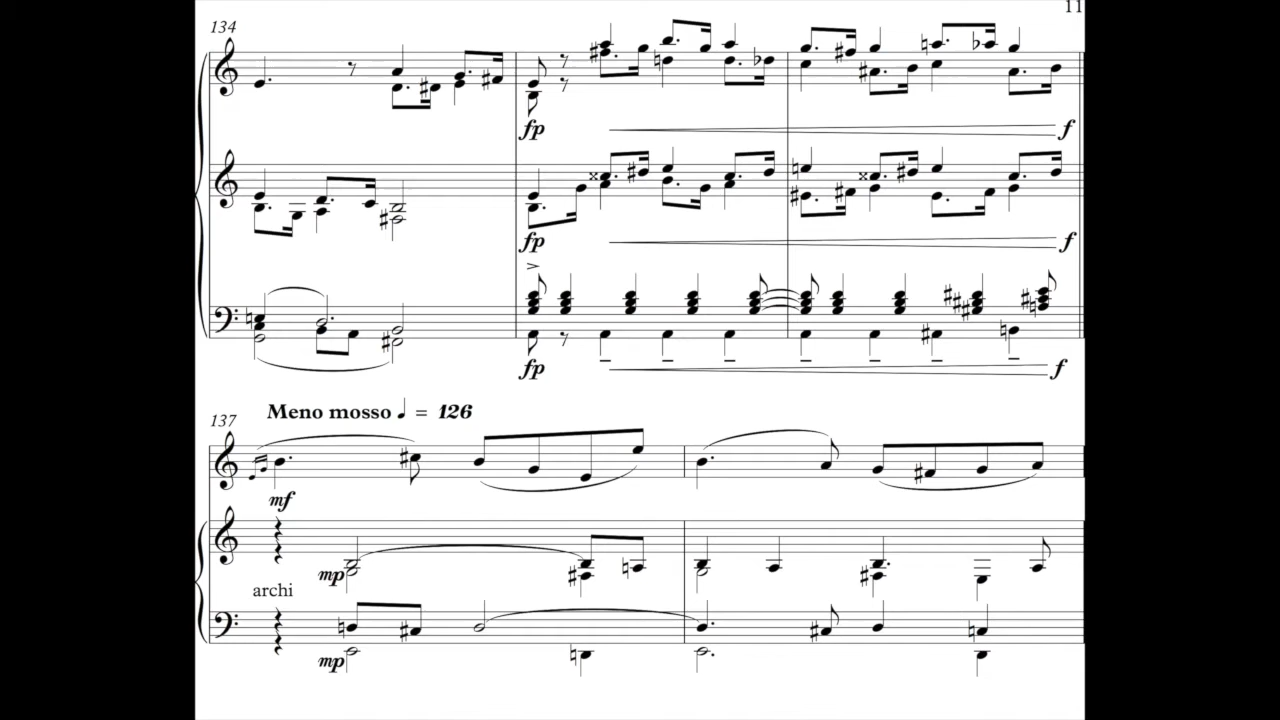 11
134
fp
f
fp
f
fp
f
137
Meno mosso ♩ = 126
mf
mp
archi
mp